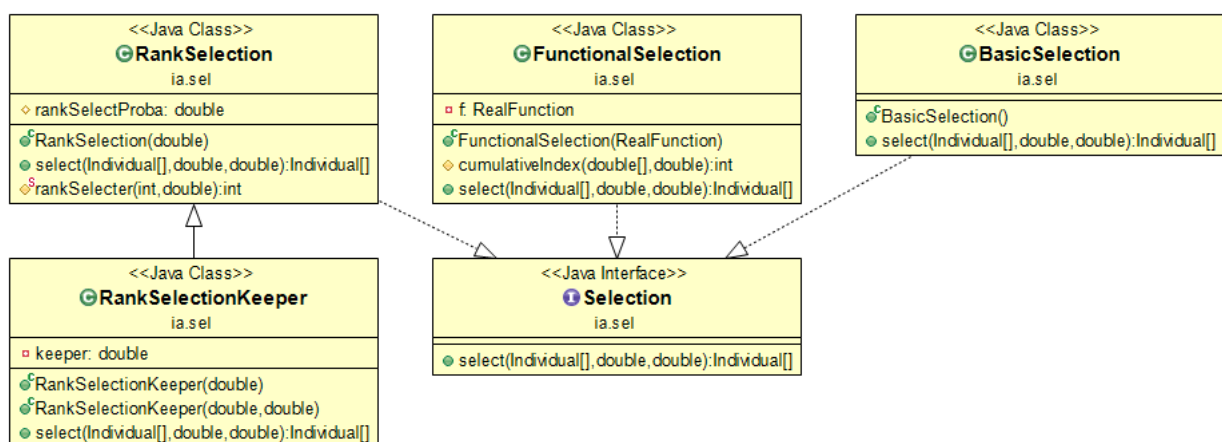 <<Java Class>>
RankSelection
ia.sel
rankSelectProba: double
RankSelection(double)
select(Individual[],double,double):Individual[]
rankSelecter(int,double):int
<<Java Class>>
FunctionalSelection
ia.sel
f: RealFunction
FunctionalSelection(RealFunction)
cumulativeIndex(double[],double):int
select(Individual[],double,double):Individual[]
<<Java Class>>
BasicSelection
ia.sel
BasicSelection()
select(Individual[],double,double):Individual[]
<<Java Class>>
RankSelectionKeeper
ia.sel
keeper: double
RankSelectionKeeper(double)
RankSelectionKeeper(double,double)
select(Individual[],double,double):Individual[]
<<Java Interface>>
Selection
ia.sel
select(Individual[],double,double):Individual[]